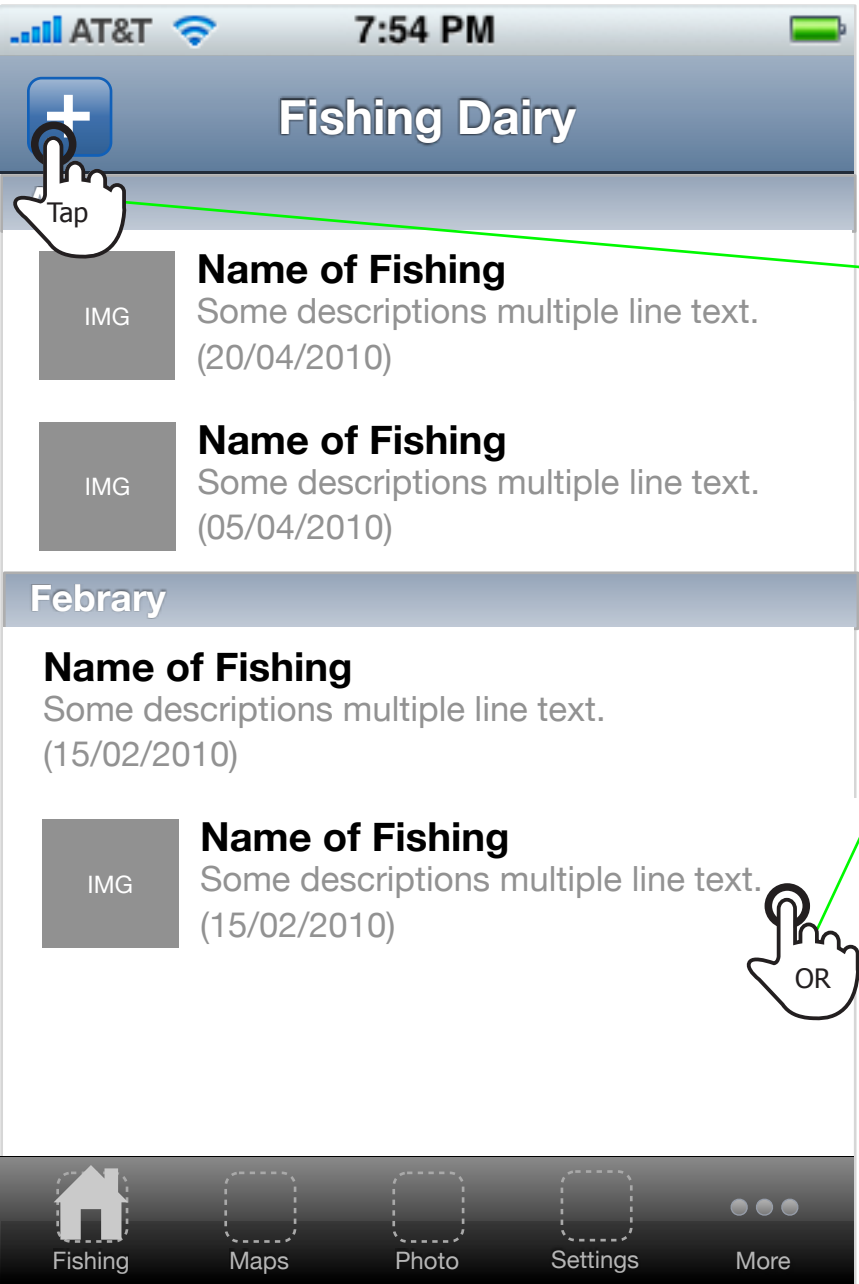 AT&T 7:54 PM
Fishing Dairy
Tap
Name of Fishing
IMG
Some descriptions multiple line text.
(20/04/2010)
Name of Fishing
IMG
Some descriptions multiple line text.
(05/04/2010)
Febrary
Name of Fishing
Some descriptions multiple line text.
(15/02/2010)
Name of Fishing
IMG
Some descriptions multiple line text.
(15/02/2010)
OR
Fishing Maps Photo Settings More